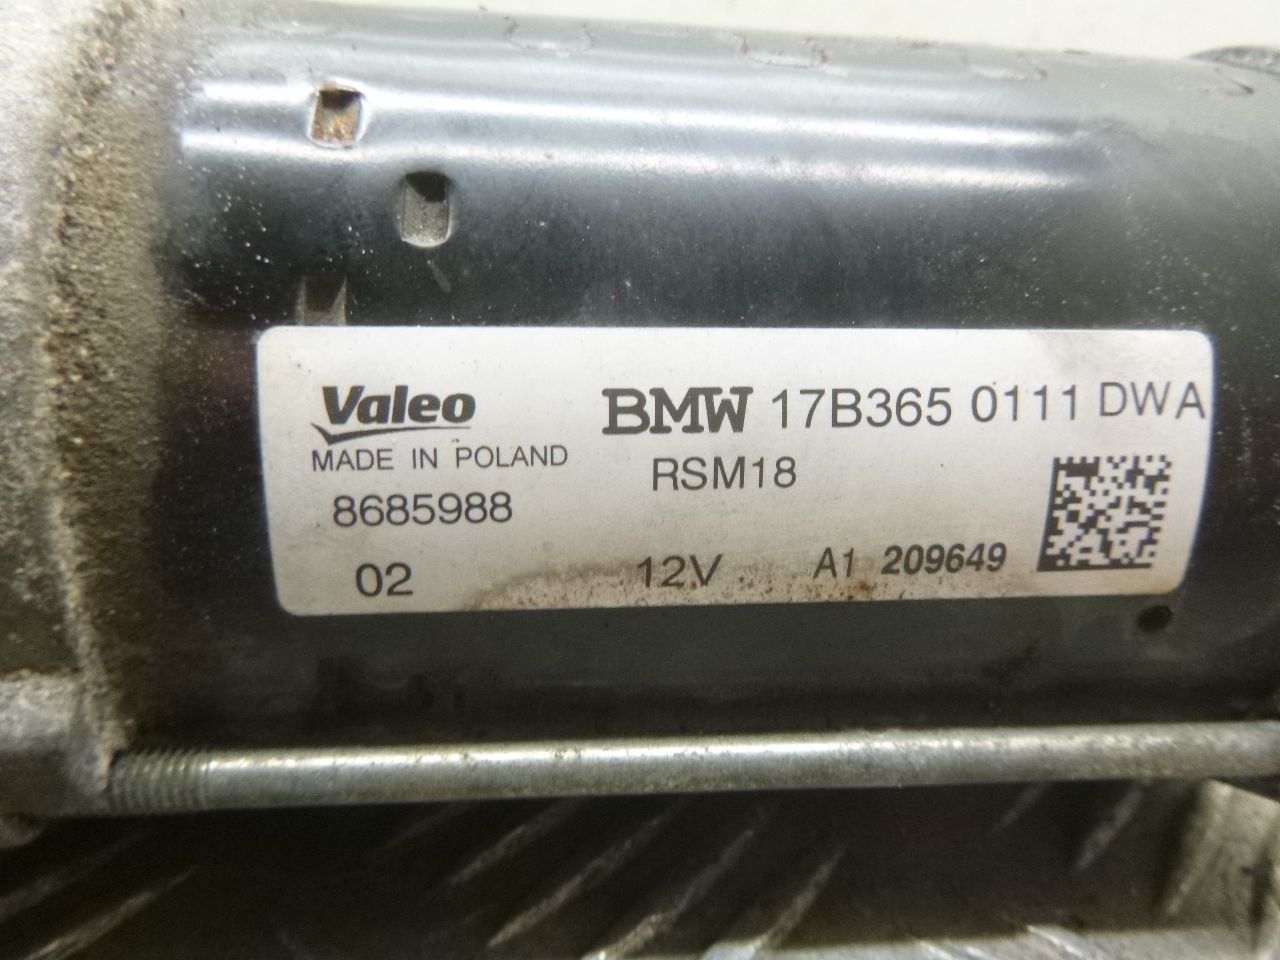 Valeo BMW 17B365 0111 DWA
MADE IN POLAND RSM18
8685988
02 12V A1 209649